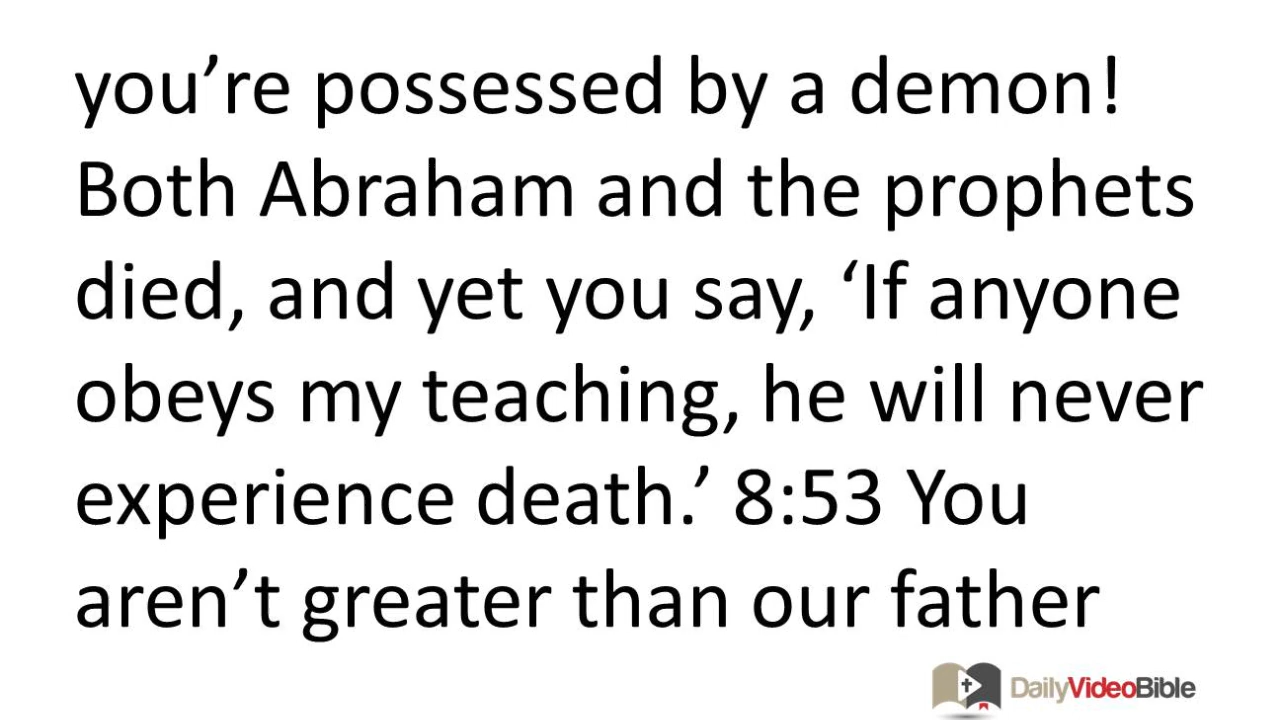 you’re possessed by a demon!
Both Abraham and the prophets
died, and yet you say, ‘If anyone
obeys my teaching, he will never
experience death.’ 8:53 You
aren’t greater than our father
DailyVideoBible